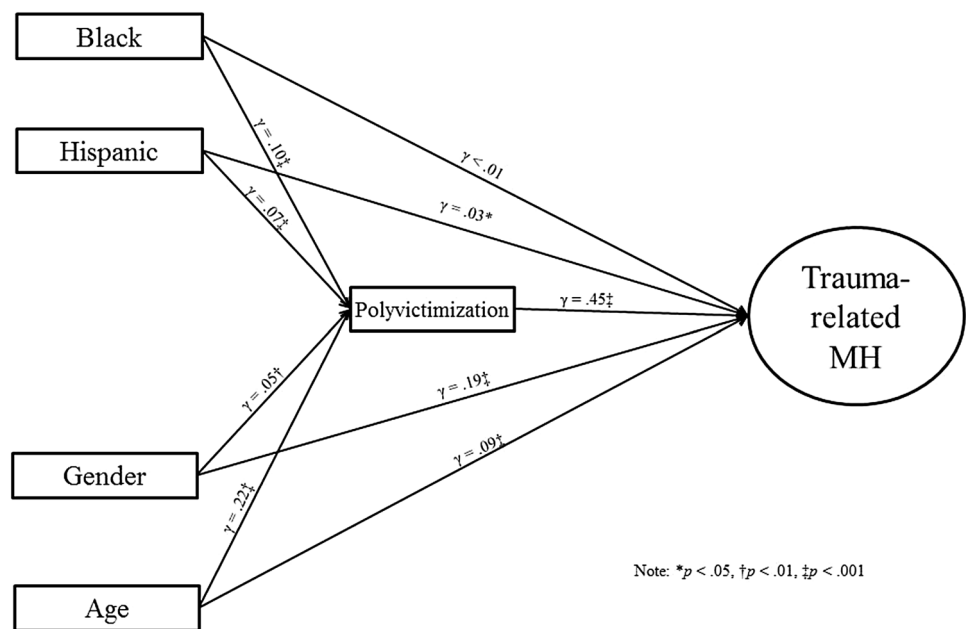 Black
γ = .10‡
γ < .01
Hispanic
γ = .07‡
γ = .03*
Polyvictimization
γ = .45‡
Trauma-
related
MH
Gender
γ = .05†
γ = .19‡
γ = .22‡
γ = .09‡
Age
Note: *p < .05, †p < .01, ‡p < .001